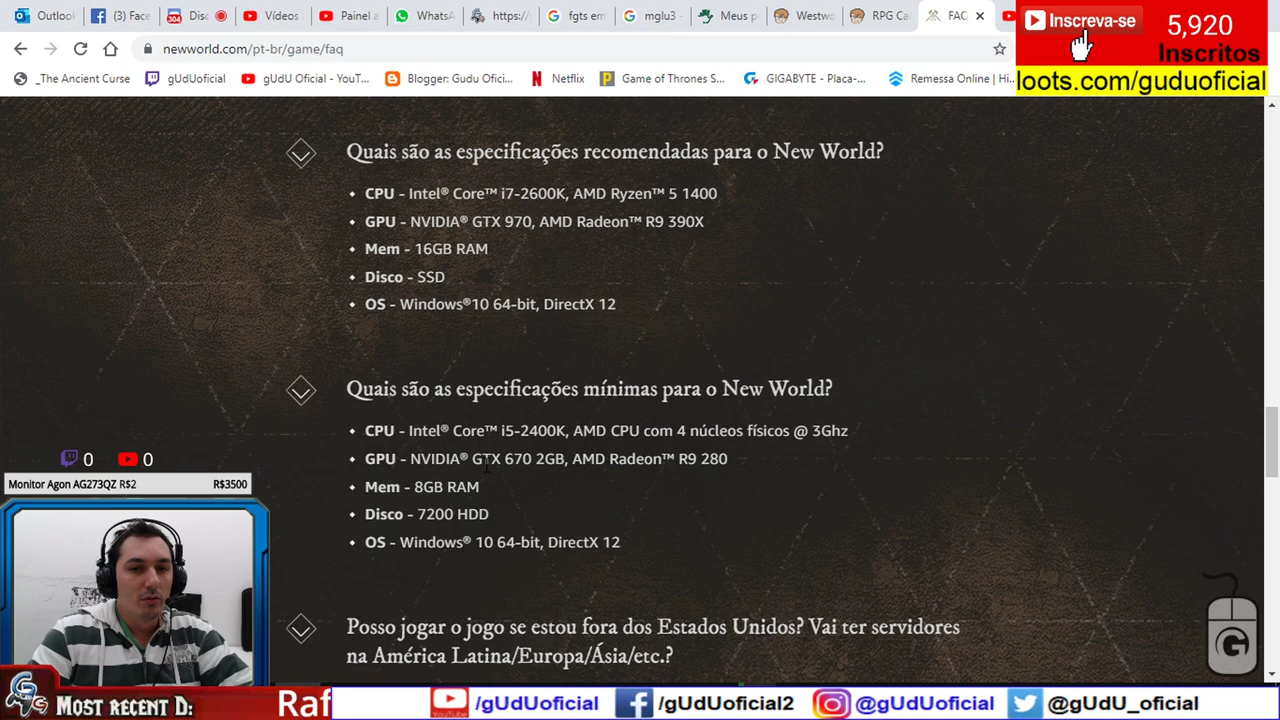 Outlook
(3) Face
304
Disc
Vídeos
Painel a
WhatsA
https:/
fgts em
mglu3 -
Meus p
Westwo
RPG Ca
FAC
newworld.com/pt-br/game/faq
Inscreva-se
5,920
Inscritos
loots.com/guduoficial
_The Ancient Curse
gUdUoficial
gUdU Oficial - YouT...
Blogger: Gudu Ofici...
Netflix
Game of Thrones S...
GIGABYTE - Placa-...
Remessa Online | Hi...
Quais são as especificações recomendadas para o New World?
CPU - Intel® Core™ i7-2600K, AMD Ryzen™ 5 1400
GPU - NVIDIA® GTX 970, AMD Radeon™ R9 390X
Mem - 16GB RAM
Disco - SSD
OS - Windows®10 64-bit, DirectX 12
Quais são as especificações mínimas para o New World?
CPU - Intel® Core™ i5-2400K, AMD CPU com 4 núcleos físicos @ 3Ghz
GPU - NVIDIA® GTX 670 2GB, AMD Radeon™ R9 280
Mem - 8GB RAM
Disco - 7200 HDD
OS - Windows® 10 64-bit, DirectX 12
0 0
Monitor Agon AG273QZ R$2 R$3500
Posso jogar o jogo se estou fora dos Estados Unidos? Vai ter servidores
na América Latina/Europa/Ásia/etc.?
G
Most recent D:
Raf
/gUdUoficial
/gUdUoficial2
@gUdUoficial
@gUdU_oficial